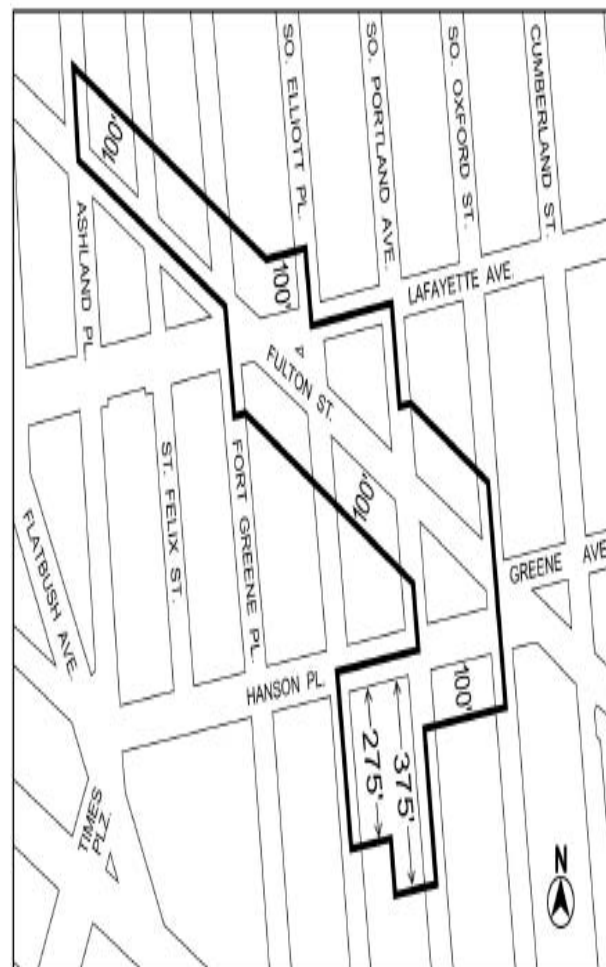 SO. ELLIOTT PL.
SO. PORTLAND AVE.
SO. OXFORD ST.
CUMBERLAND ST.
100'
ASHLAND PL.
100'
LAFAYETTE AVE.
FULTON ST.
ST. FELIX ST.
FORT GREENE PL.
100'
FLATBUSH AVE.
GREENE AVE
HANSON PL.
100'
275'
375'
TIMES
PLZ.
N